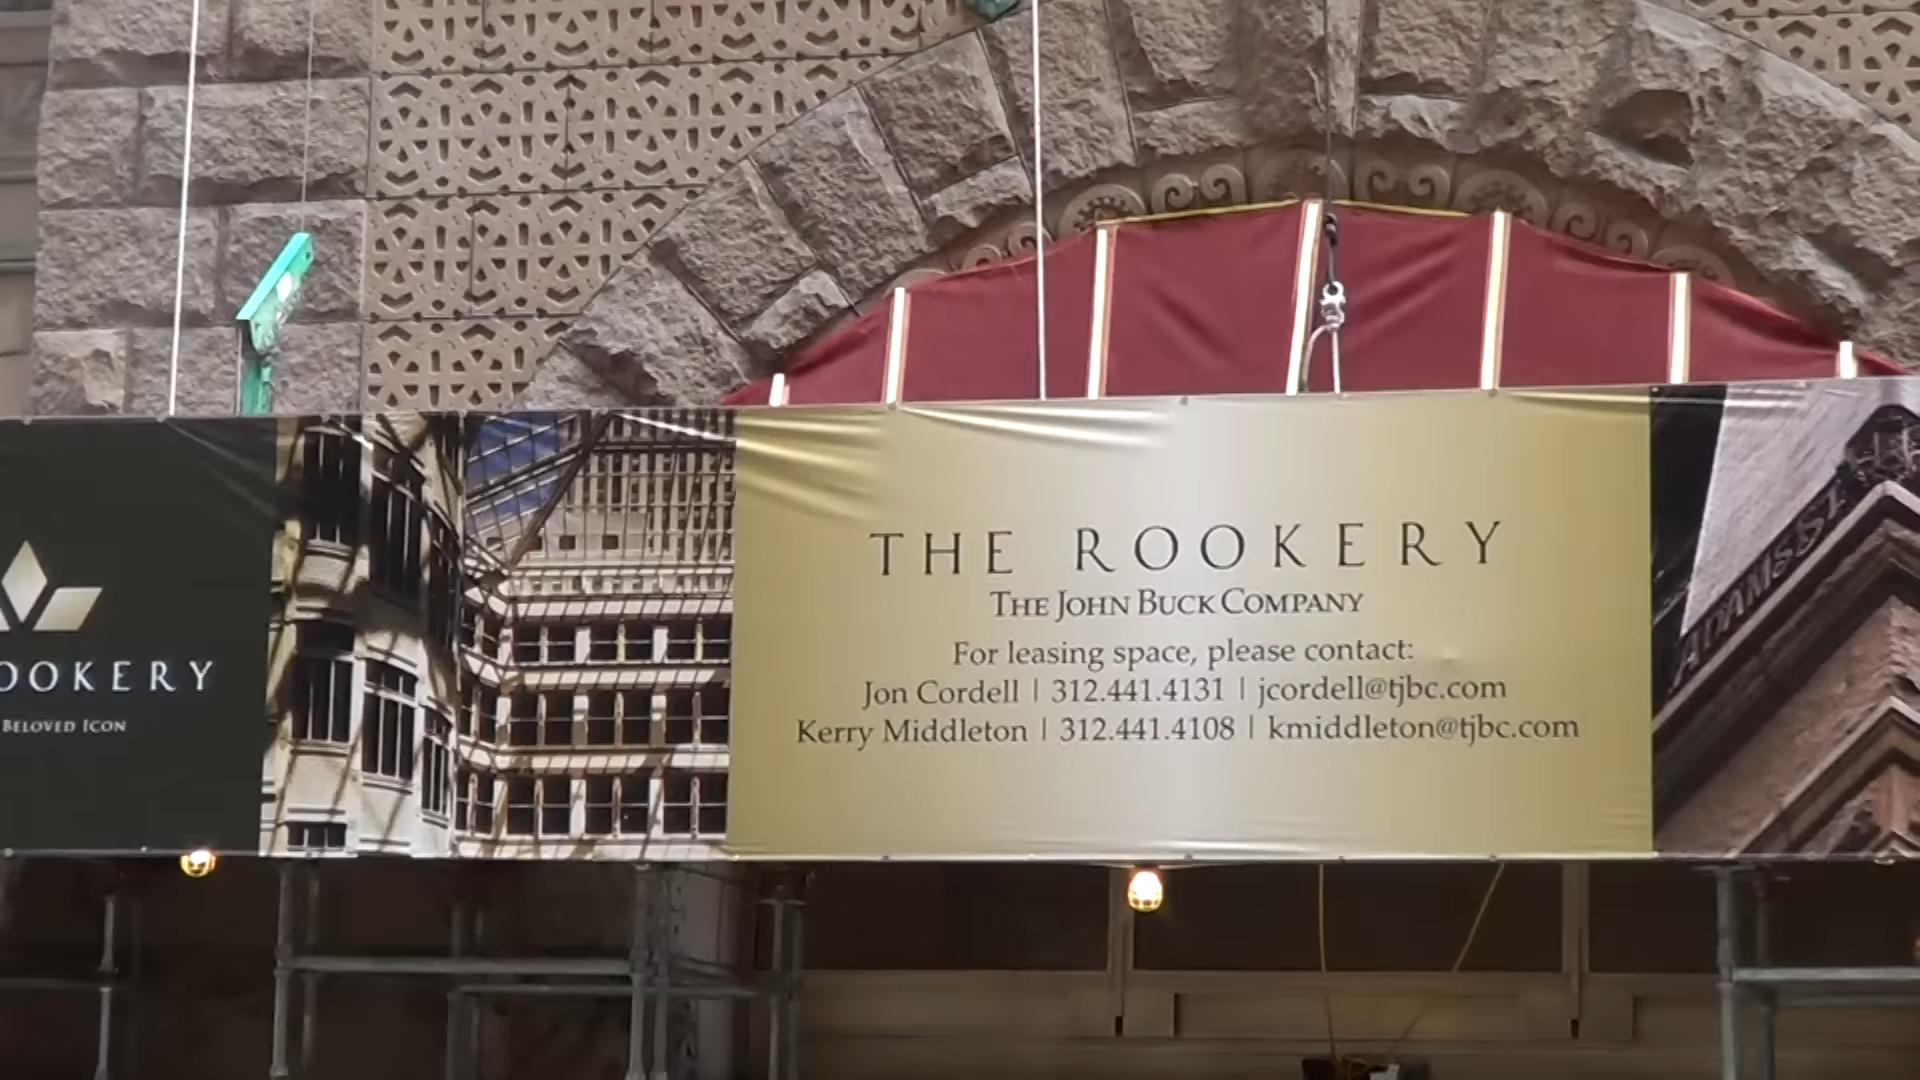 OOKERY
BELOVED ICON
THE ROOKERY
THE JOHN BUCK COMPANY
For leasing space, please contact:
Jon Cordell | 312.441.4131 | jcordell@tjbc.com
Kerry Middleton | 312.441.4108 | kmiddleton@tjbc.com
ADAMS ST